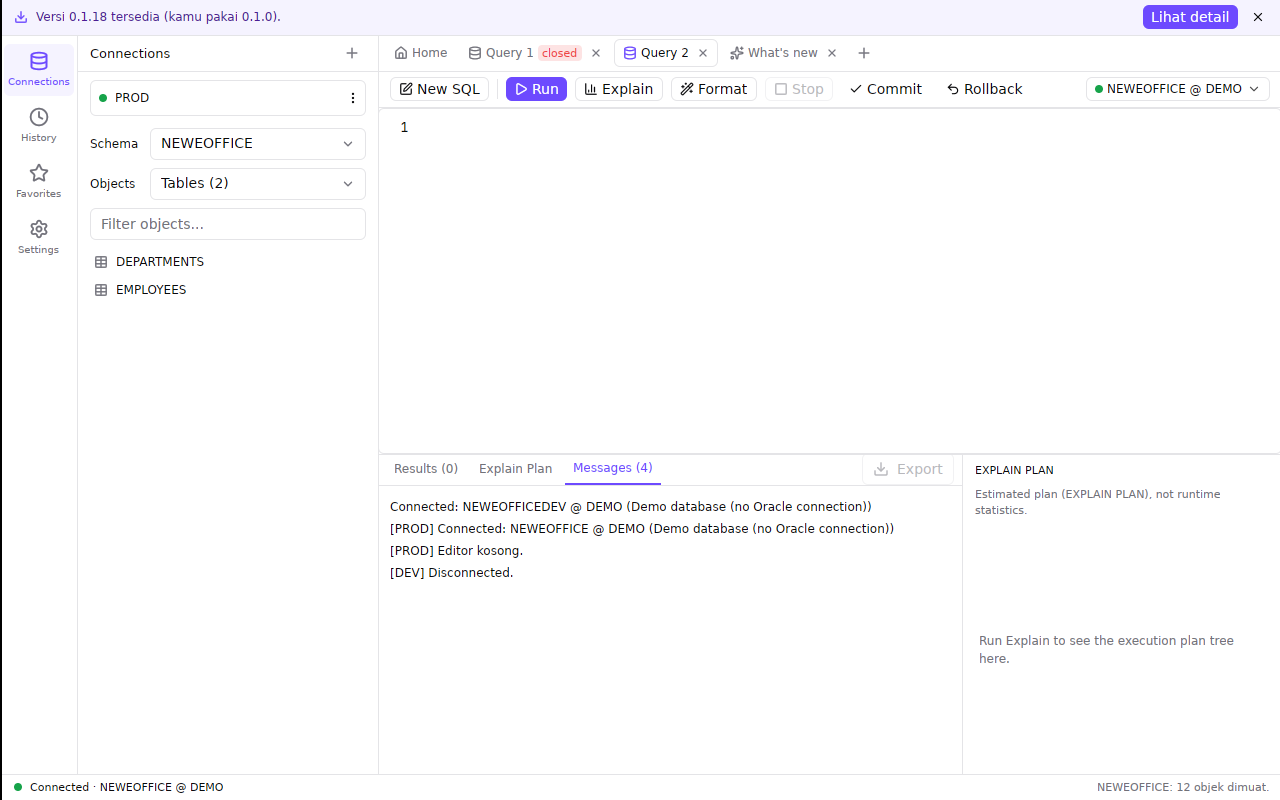 Versi 0.1.18 tersedia (kamu pakai 0.1.0).
Lihat detail
Connections
History
Favorites
Settings
Connections
PROD
Schema
NEWEOFFICE
Objects
Tables (2)
Filter objects...
DEPARTMENTS
EMPLOYEES
Home
Query 1 closed
Query 2
What's new
New SQL
Run
Explain
Format
Stop
Commit
Rollback
NEWEOFFICE @ DEMO
1
Results (0)
Explain Plan
Messages (4)
Export
Connected: NEWEOFFICEDEV @ DEMO (Demo database (no Oracle connection))
[PROD] Connected: NEWEOFFICE @ DEMO (Demo database (no Oracle connection))
[PROD] Editor kosong.
[DEV] Disconnected.
EXPLAIN PLAN
Estimated plan (EXPLAIN PLAN), not runtime
statistics.
Run Explain to see the execution plan tree
here.
Connected · NEWEOFFICE @ DEMO
NEWEOFFICE: 12 objek dimuat.